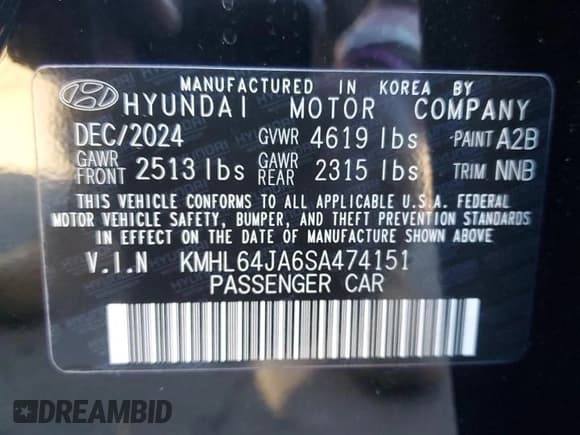 MANUFACTURED IN KOREA BY
HYUNDAI MOTOR COMPANY
DEC/2024 GVWR 4619 lbs PAINT A2B
GAWR FRONT 2513 lbs GAWR REAR 2315 lbs TRIM NNB
THIS VEHICLE CONFORMS TO ALL APPLICABLE U.S.A. FEDERAL
MOTOR VEHICLE SAFETY, BUMPER, AND THEFT PREVENTION STANDARDS
IN EFFECT ON THE DATE OF MANUFACTURE SHOWN ABOVE.
V.I.N KMHL64JA6SA474151
PASSENGER CAR
DREAMBID